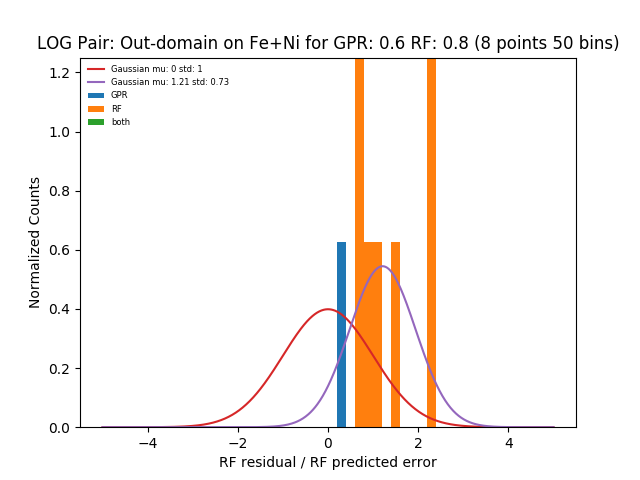 LOG Pair: Out-domain on Fe+Ni for GPR: 0.6 RF: 0.8 (8 points 50 bins)
Gaussian mu: 0 std: 1
Gaussian mu: 1.21 std: 0.73
GPR
RF
both
Normalized Counts
1.2
1.0
0.8
0.6
0.4
0.2
0.0
−4
−2
0
2
4
RF residual / RF predicted error